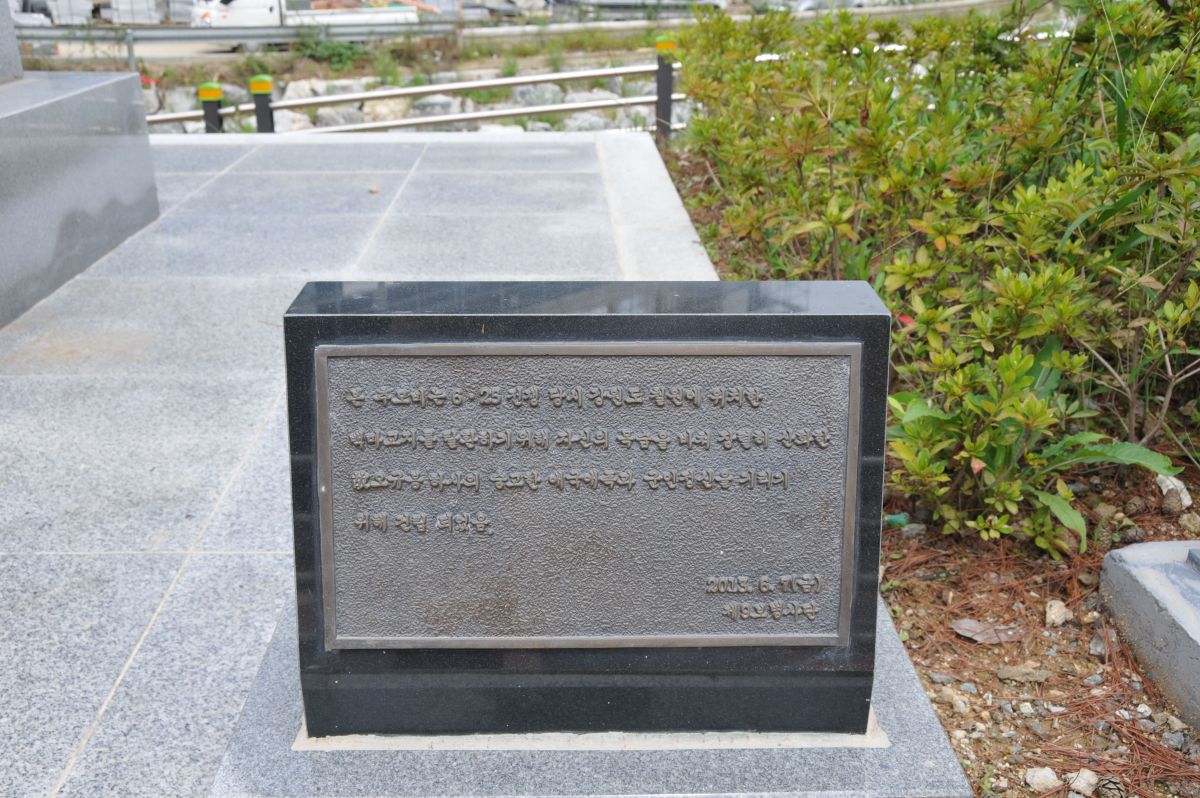 본 추모비는 6·25 전쟁 당시 강원도 철원에 위치한
백마고지를 탈환하기 위해 자신의 목숨을 바쳐 장렬히 산화한
故오규봉 하사의 숭고한 애국애족과 군인정신을 기리기
위해 건립 되었음.
2013. 6. 7(금)
제9보병사단